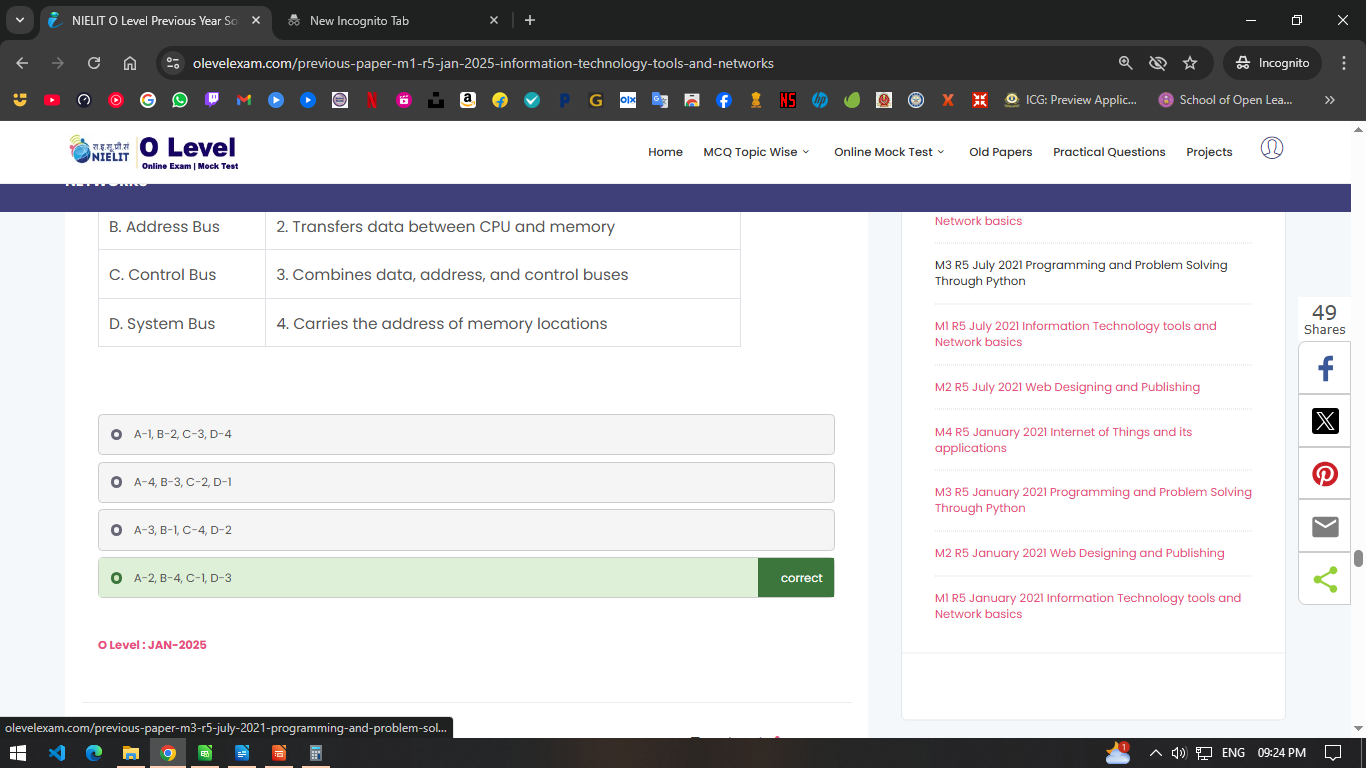 NIELIT O Level Previous Year So
New Incognito Tab
olevelexam.com/previous-paper-m1-r5-jan-2025-information-technology-tools-and-networks
Incognito
ICG: Preview Applic...
School of Open Lea...
स.इ.सू.प्रौ.सं
NIELIT
O Level
Online Exam | Mock Test
Home
MCQ Topic Wise
Online Mock Test
Old Papers
Practical Questions
Projects
NETWORKS
B. Address Bus
2. Transfers data between CPU and memory
C. Control Bus
3. Combines data, address, and control buses
D. System Bus
4. Carries the address of memory locations
A-1, B-2, C-3, D-4
A-4, B-3, C-2, D-1
A-3, B-1, C-4, D-2
A-2, B-4, C-1, D-3
correct
O Level : JAN-2025
Network basics
M3 R5 July 2021 Programming and Problem Solving
Through Python
M1 R5 July 2021 Information Technology tools and
Network basics
M2 R5 July 2021 Web Designing and Publishing
M4 R5 January 2021 Internet of Things and its
applications
M3 R5 January 2021 Programming and Problem Solving
Through Python
M2 R5 January 2021 Web Designing and Publishing
M1 R5 January 2021 Information Technology tools and
Network basics
49
Shares
olevelexam.com/previous-paper-m3-r5-july-2021-programming-and-problem-sol...
1
ENG
09:24 PM